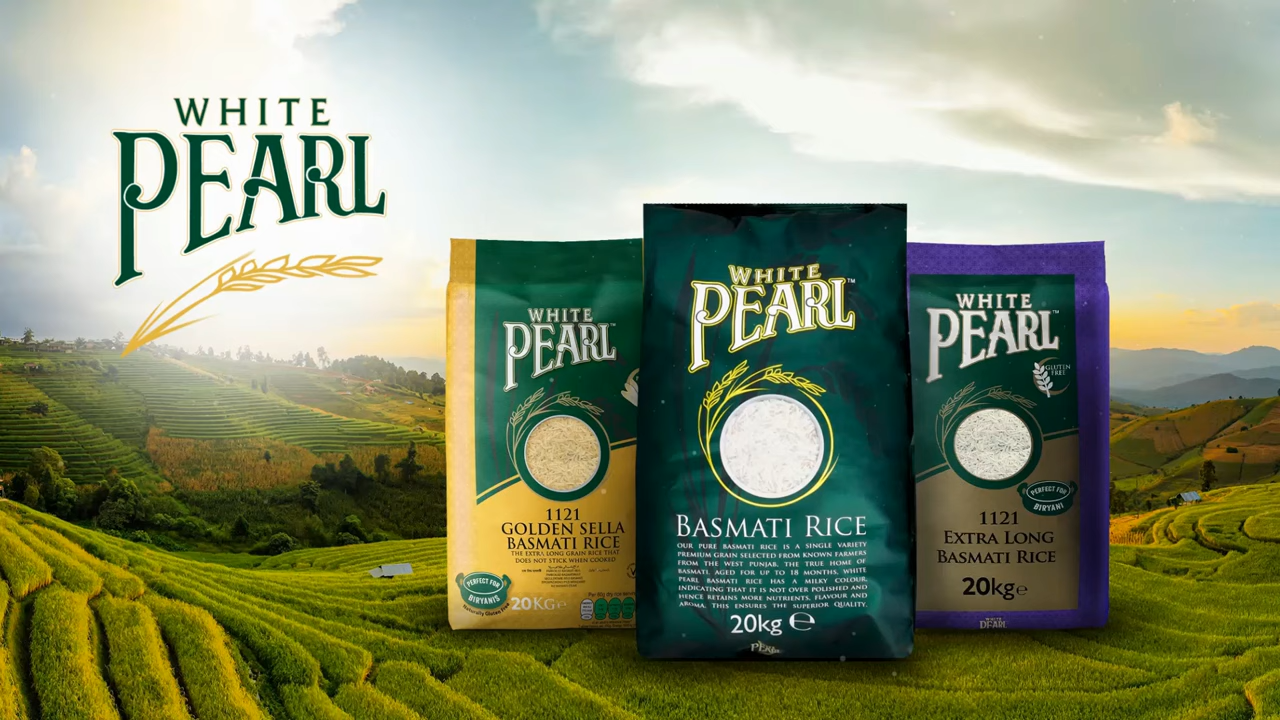 WHITE
PEARL
WHITE
PEARL
1121
GOLDEN SELLA
BASMATI RICE
THE EXTRA LONG GRAIN RICE THAT
DOES NOT STICK WHEN COOKED
PERFECT FOR
BIRYANIS
Naturally Gluten Free
20KG℮
WHITE
PEARL™
BASMATI RICE
OUR PURE BASMATI RICE IS A SINGLE VARIETY
PREMIUM GRAIN SELECTED FROM KNOWN FARMERS
FROM THE WEST PUNJAB. THE TRUE HOME OF
BASMATI. AGED FOR UP TO 18 MONTHS, WHITE
PEARL BASMATI RICE HAS A MILKY COLOUR,
INDICATING THAT IT IS NOT OVER POLISHED AND
HENCE RETAINS MORE NUTRIENTS, FLAVOUR AND
AROMA. THIS ENSURES THE SUPERIOR QUALITY.
20kg ℮
WHITE
PEARL™
GLUTEN
FREE
PERFECT FOR
BIRYANI
1121
EXTRA LONG
BASMATI RICE
20kg℮
PEARL